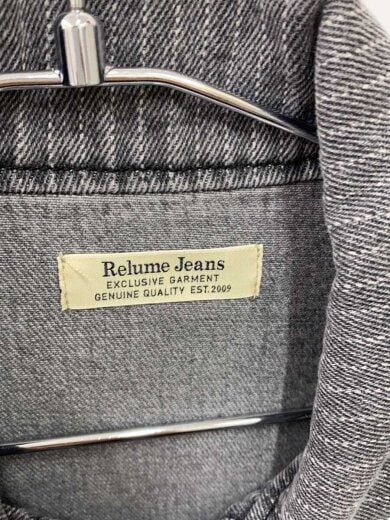 Relume Jeans
EXCLUSIVE GARMENT
GENUINE QUALITY EST.2009